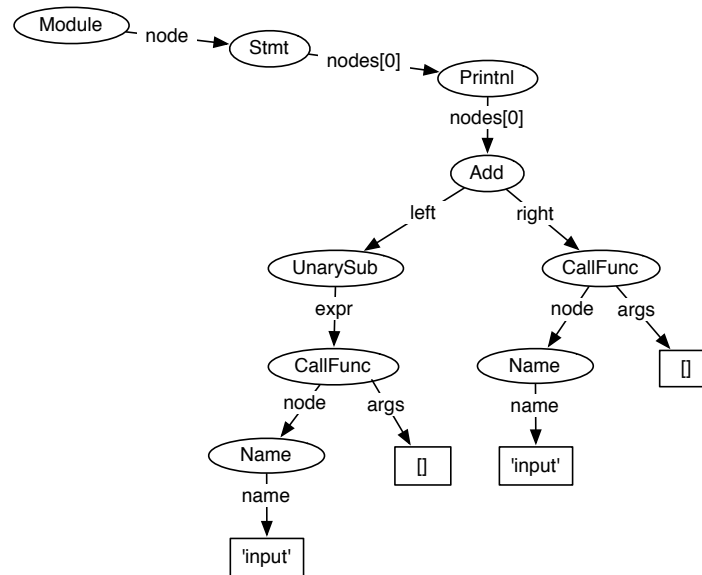 Module
node
Stmt
nodes[0]
Printnl
nodes[0]
Add
left
right
UnarySub
CallFunc
expr
node
args
CallFunc
Name
[]
node
args
name
Name
[]
'input'
name
'input'